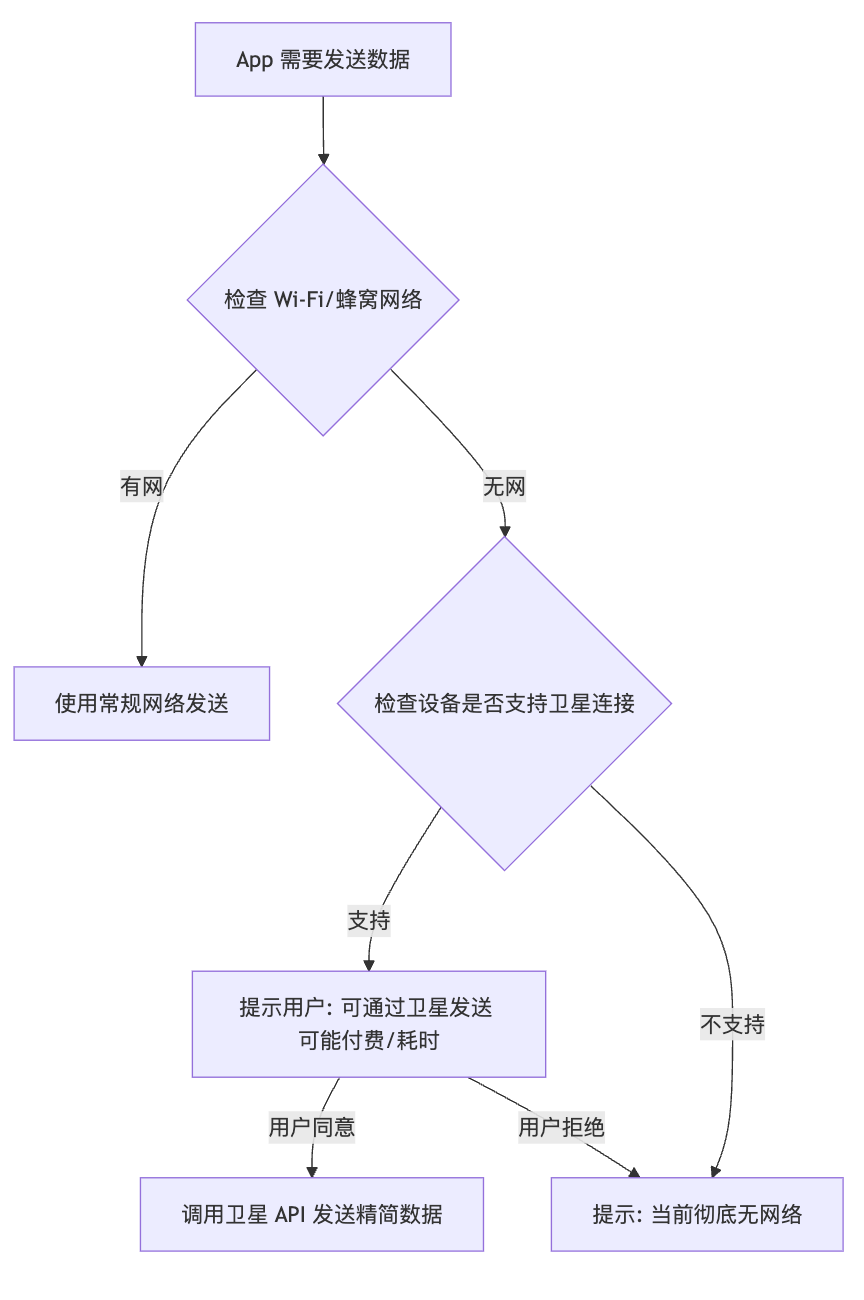 App 需要发送数据
检查 Wi-Fi/蜂窝网络
有网
无网
使用常规网络发送
检查设备是否支持卫星连接
支持
提示用户: 可通过卫星发送
可能付费/耗时
不支持
用户同意
用户拒绝
调用卫星 API 发送精简数据
提示: 当前彻底无网络